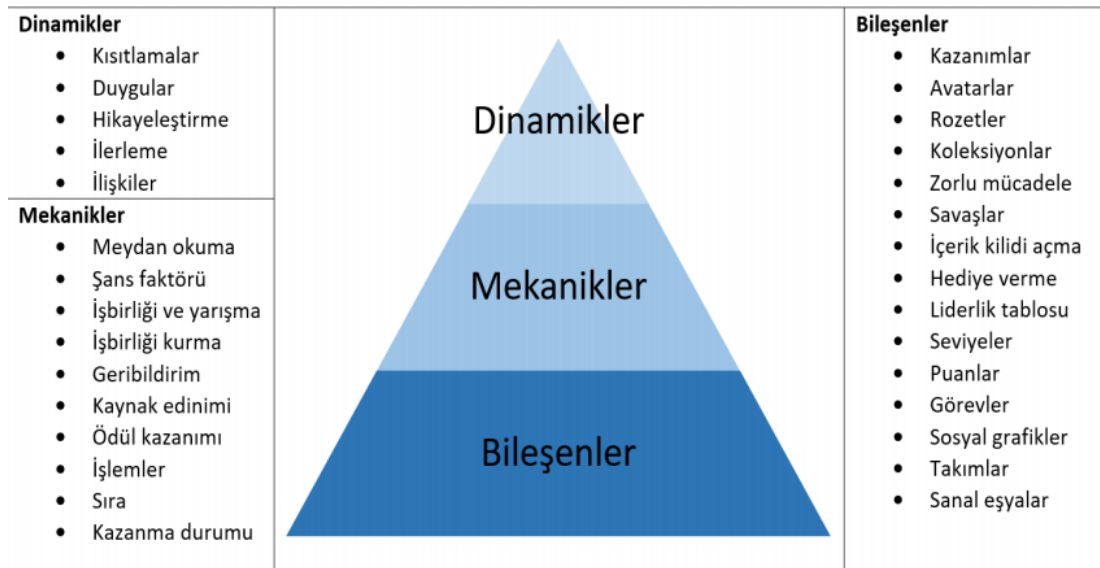 Dinamikler
Kısıtlamalar
Duygular
Hikayeleştirme
İlerleme
İlişkiler
Mekanikler
Meydan okuma
Şans faktörü
İşbirliği ve yarışma
İşbirliği kurma
Geribildirim
Kaynak edinimi
Ödül kazanımı
İşlemler
Sıra
Kazanma durumu
Dinamikler
Mekanikler
Bileşenler
Bileşenler
Kazanımlar
Avatarlar
Rozetler
Koleksiyonlar
Zorlu mücadele
Savaşlar
İçerik kilidi açma
Hediye verme
Liderlik tablosu
Seviyeler
Puanlar
Görevler
Sosyal grafikler
Takımlar
Sanal eşyalar